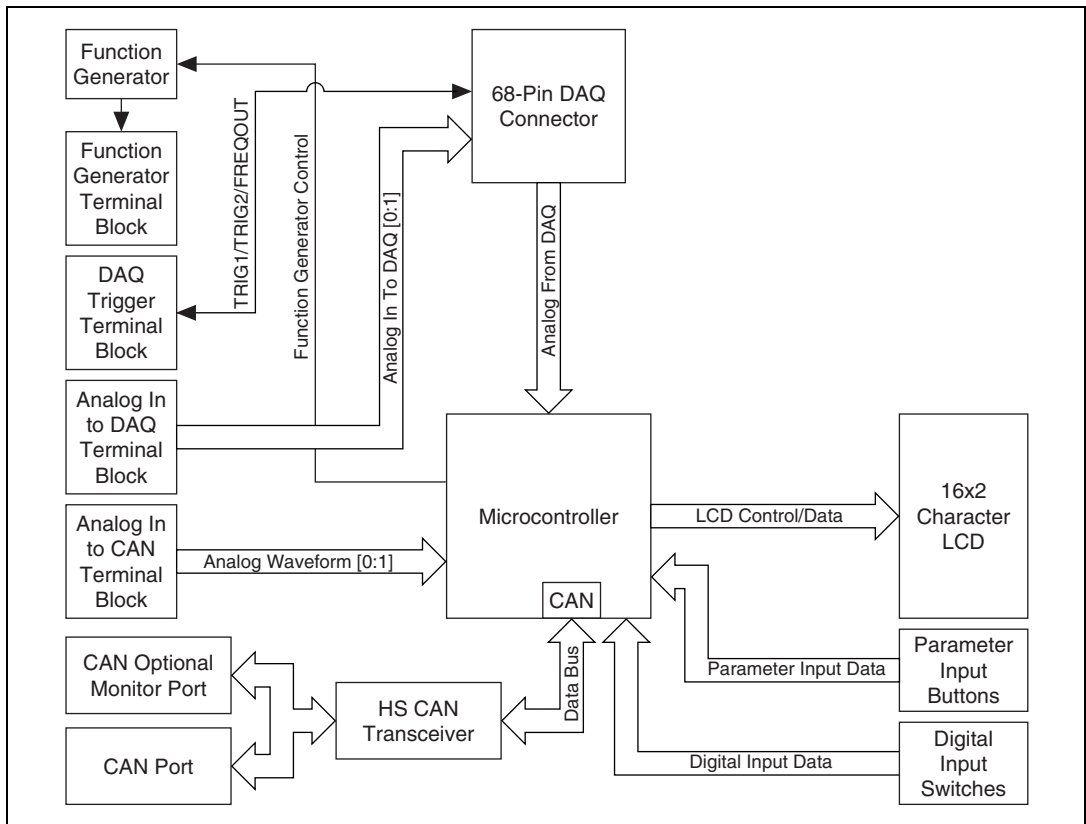 Function
Generator
Function
Generator
Terminal
Block
DAQ
Trigger
Terminal
Block
Analog In
to DAQ
Terminal
Block
Analog In
to CAN
Terminal
Block
CAN Optional
Monitor Port
CAN Port
TRIG1/TRIG2/FREQOUT
Function Generator Control
Analog In To DAQ [0:1]
68-Pin DAQ
Connector
Analog From DAQ
Analog Waveform [0:1]
Microcontroller
CAN
HS CAN
Transceiver
Data Bus
LCD Control/Data
16x2
Character
LCD
Parameter Input Data
Parameter
Input
Buttons
Digital Input Data
Digital
Input
Switches